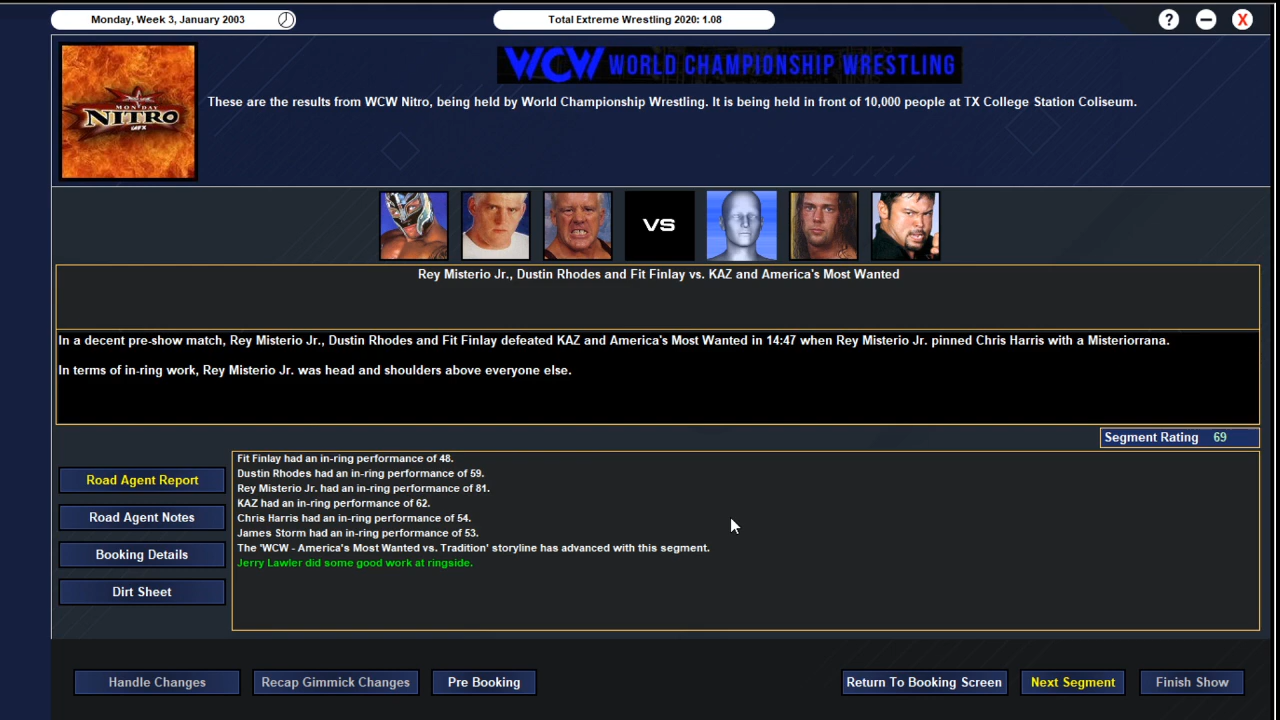 Monday, Week 3, January 2003
Total Extreme Wrestling 2020: 1.08
?
X
WCW WORLD CHAMPIONSHIP WRESTLING
MONDAY
NITRO
These are the results from WCW Nitro, being held by World Championship Wrestling. It is being held in front of 10,000 people at TX College Station Coliseum.
VS
Rey Misterio Jr., Dustin Rhodes and Fit Finlay vs. KAZ and America's Most Wanted
In a decent pre-show match, Rey Misterio Jr., Dustin Rhodes and Fit Finlay defeated KAZ and America's Most Wanted in 14:47 when Rey Misterio Jr. pinned Chris Harris with a Misteriorrana.
In terms of in-ring work, Rey Misterio Jr. was head and shoulders above everyone else.
Segment Rating 69
Road Agent Report
Road Agent Notes
Booking Details
Dirt Sheet
Fit Finlay had an in-ring performance of 48.
Dustin Rhodes had an in-ring performance of 59.
Rey Misterio Jr. had an in-ring performance of 81.
KAZ had an in-ring performance of 62.
Chris Harris had an in-ring performance of 54.
James Storm had an in-ring performance of 53.
The 'WCW - America's Most Wanted vs. Tradition' storyline has advanced with this segment.
Jerry Lawler did some good work at ringside.
Handle Changes
Recap Gimmick Changes
Pre Booking
Return To Booking Screen
Next Segment
Finish Show